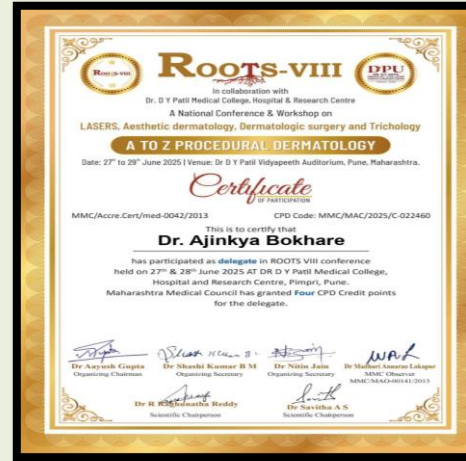 ROOTS-VIII
ROOTS-VIII
DPU
In collaboration with
Dr. D Y Patil Medical College, Hospital & Research Centre
A National Conference & Workshop on
LASERS, Aesthetic dermatology, Dermatologic surgery and Trichology
A TO Z PROCEDURAL DERMATOLOGY
Date: 27th to 29th June 2025 | Venue: Dr D Y Patil Vidyapeeth Auditorium, Pune, Maharashtra.
Certificate
OF PARTICIPATION
MMC/Accre.Cert/med-0042/2013 CPD Code: MMC/MAC/2025/C-022460
This is to certify that
Dr. Ajinkya Bokhare
has participated as delegate in ROOTS VIII conference
held on 27th & 28th June 2025 AT DR D Y Patil Medical College,
Hospital and Research Centre, Pimpri, Pune.
Maharashtra Medical Council has granted Four CPD Credit points
for the delegate.
Dr Aayush Gupta Dr Shashi Kumar B M Dr Nitin Jain Dr Madhuri Annarao Lokapur
Organizing Chairman Organizing Secretary Organizing Secretary MMC Observer
MMC/MAO-00141/2013
Dr R Raghunatha Reddy Dr Savitha A S
Scientific Chairperson Scientific Chairperson